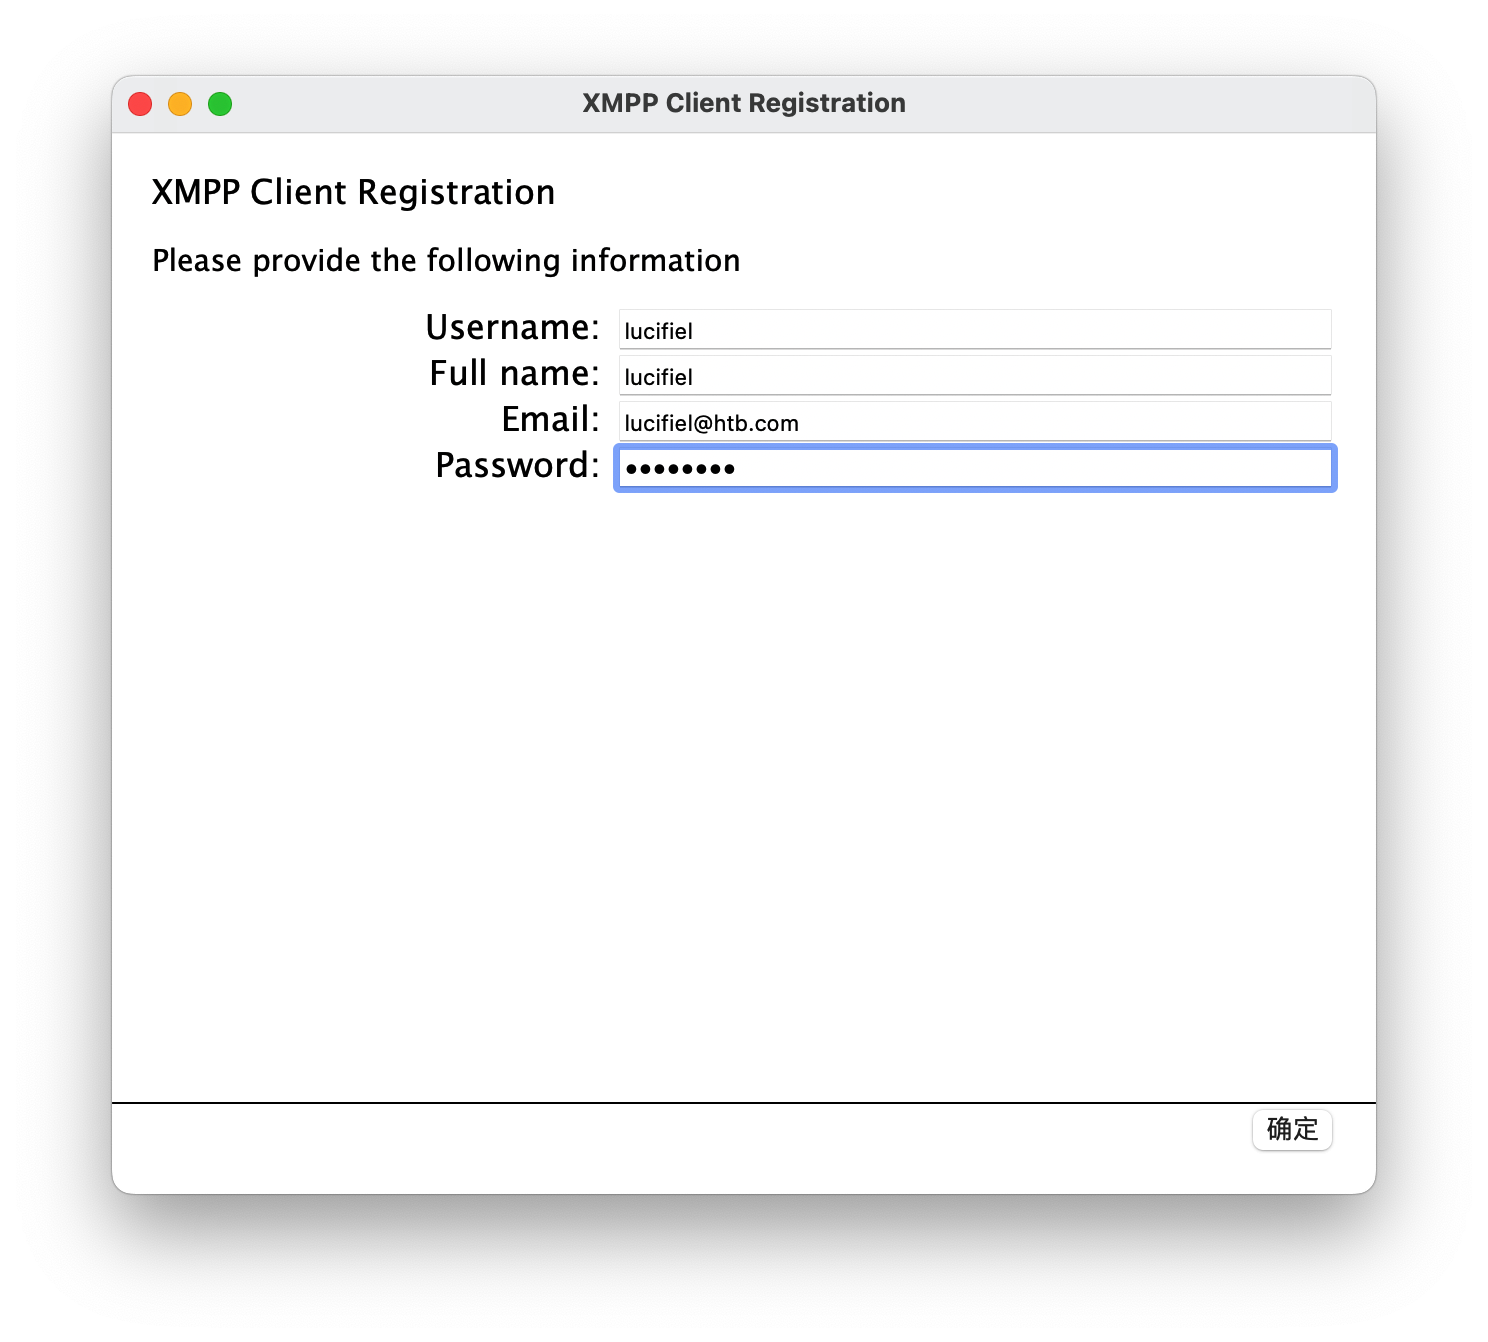 XMPP Client Registration
XMPP Client Registration
Please provide the following information
Username: lucifiel
Full name: lucifiel
Email: lucifiel@htb.com
Password: ••••••••
确定